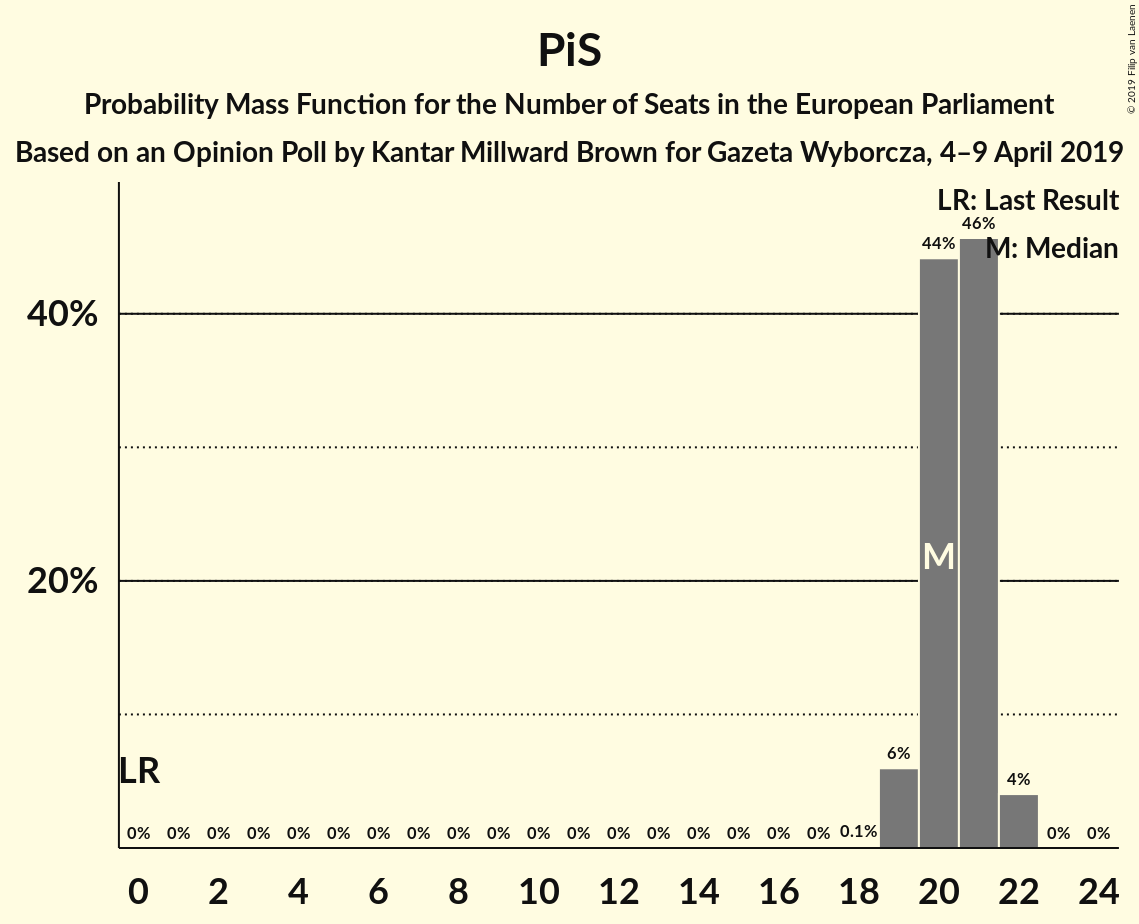 PiS
Probability Mass Function for the Number of Seats in the European Parliament
Based on an Opinion Poll by Kantar Millward Brown for Gazeta Wyborcza, 4–9 April 2019
© 2019 Filip van Laenen
LR: Last Result
M: Median
40%
20%
LR
M
0% 0% 0% 0% 0% 0% 0% 0% 0% 0% 0% 0% 0% 0% 0% 0% 0% 0% 0.1% 6% 44% 46% 4% 0% 0%
0 2 4 6 8 10 12 14 16 18 20 22 24